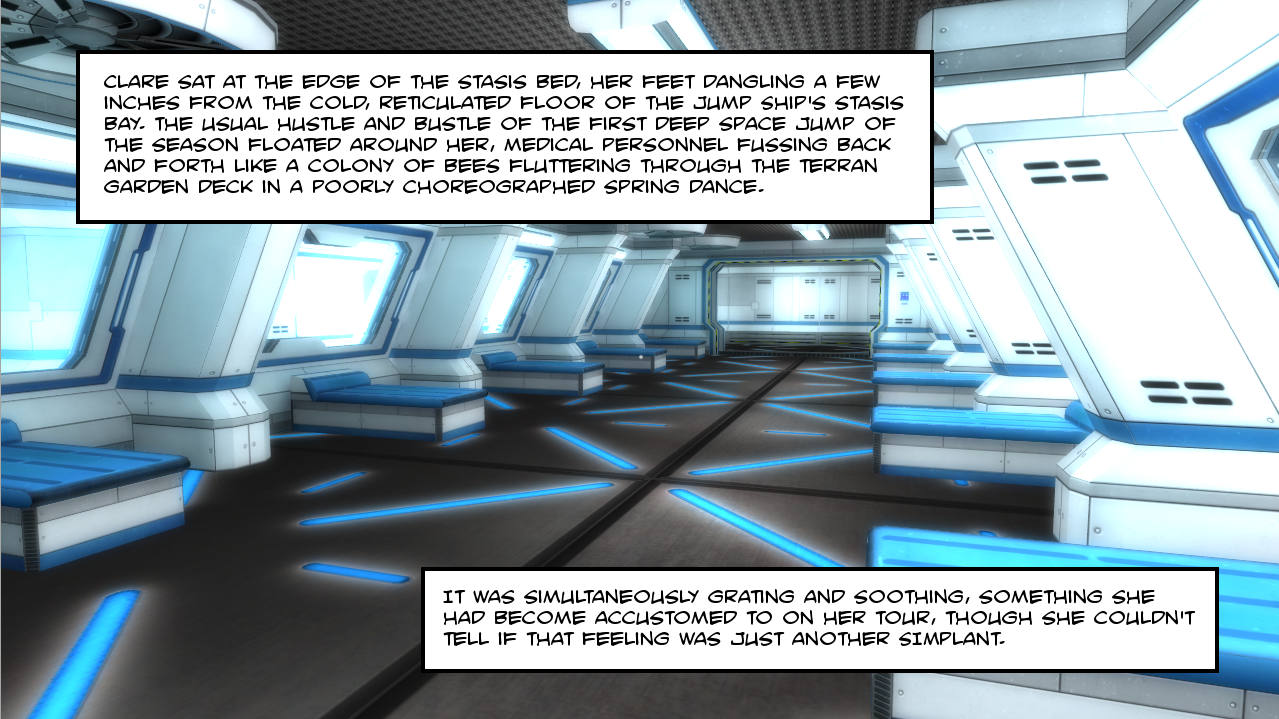 CLARE SAT AT THE EDGE OF THE STASIS BED, HER FEET DANGLING A FEW
INCHES FROM THE COLD, RETICULATED FLOOR OF THE JUMP SHIP'S STASIS
BAY. THE USUAL HUSTLE AND BUSTLE OF THE FIRST DEEP SPACE JUMP OF
THE SEASON FLOATED AROUND HER, MEDICAL PERSONNEL FUSSING BACK
AND FORTH LIKE A COLONY OF BEES FLUTTERING THROUGH THE TERRAN
GARDEN DECK IN A POORLY CHOREOGRAPHED SPRING DANCE.
IT WAS SIMULTANEOUSLY GRATING AND SOOTHING, SOMETHING SHE
HAD BECOME ACCUSTOMED TO ON HER TOUR, THOUGH SHE COULDN'T
TELL IF THAT FEELING WAS JUST ANOTHER SIMPLANT.